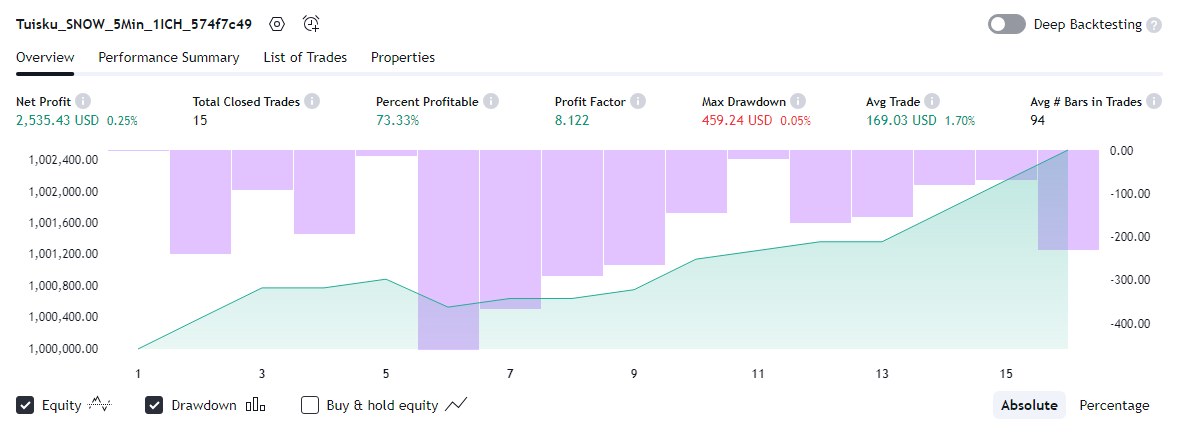 Tuisku_SNOW_5Min_1ICH_574f7c49
Deep Backtesting ?
Overview Performance Summary List of Trades Properties
Net Profit Total Closed Trades Percent Profitable Profit Factor Max Drawdown Avg Trade Avg # Bars in Trades
2,535.43 USD 0.25% 15 73.33% 8.122 459.24 USD 0.05% 169.03 USD 1.70% 94
1,002,400.00 0.00
1,002,000.00 -100.00
1,001,600.00
1,001,200.00 -200.00
1,000,800.00 -300.00
1,000,400.00 -400.00
1,000,000.00
1 3 5 7 9 11 13 15
Equity Drawdown Buy & hold equity Absolute Percentage